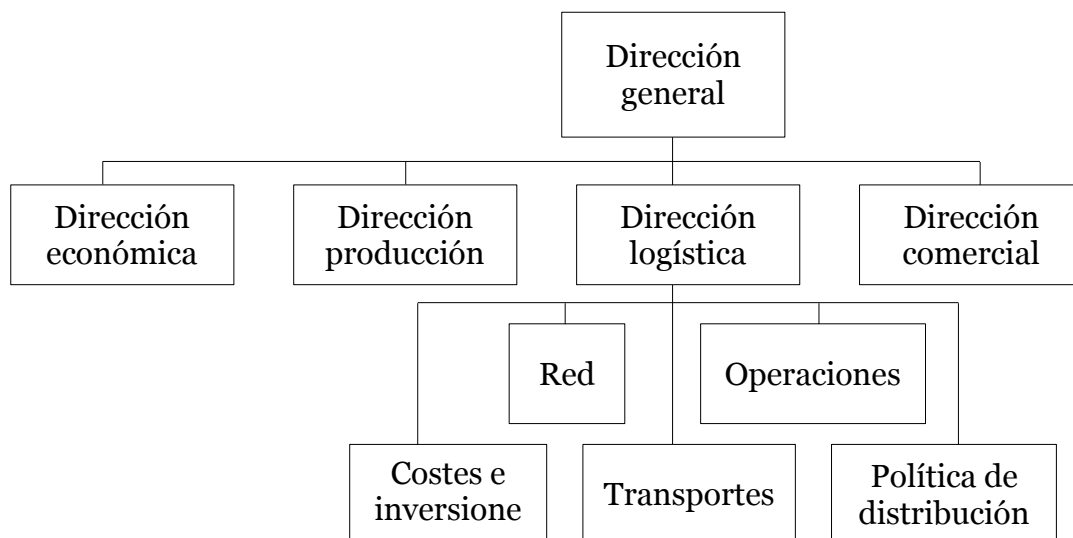 Dirección
general
Dirección
económica
Dirección
producción
Dirección
logística
Dirección
comercial
Red
Operaciones
Costes e
inversione
Transportes
Política de
distribución